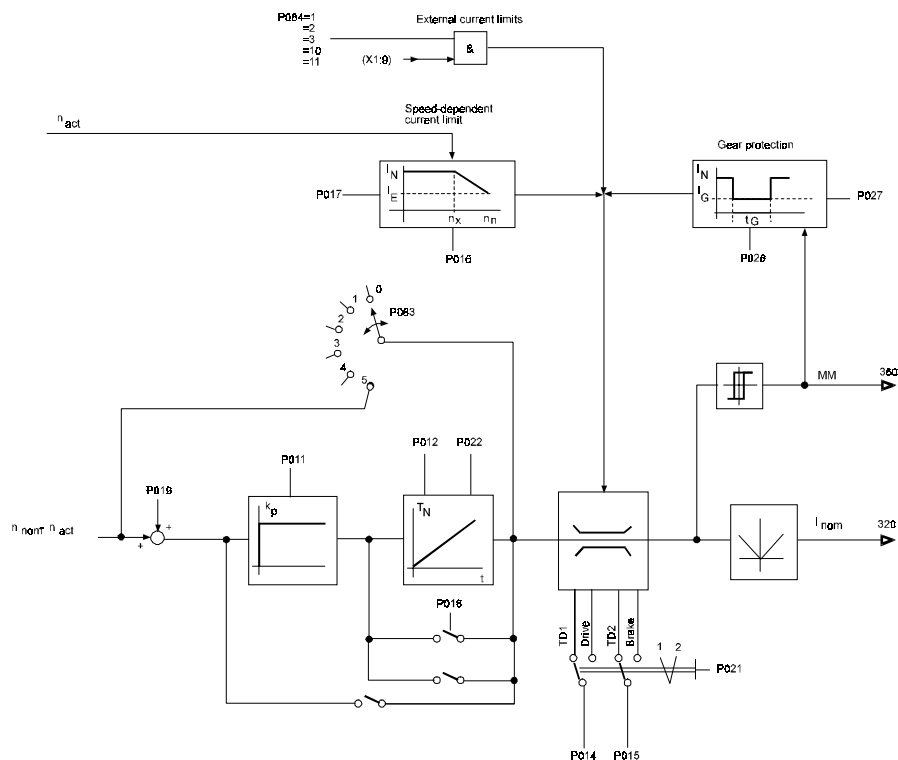 P084=1
=2
=3
=10
=11
External current limits
&
(X1:9)
n act
Speed-dependent
current limit
Gear protection
I N
I E
n x
n n
P017
P016
I N
I G
t G
P027
P026
0
1
2
3
4
5
P083
MM
360
P011
P012
P022
P019
k p
T N
t
n nom- n act
+
+
I nom
320
P018
TD1
Drive
TD2
Brake
1
2
P021
P014
P015